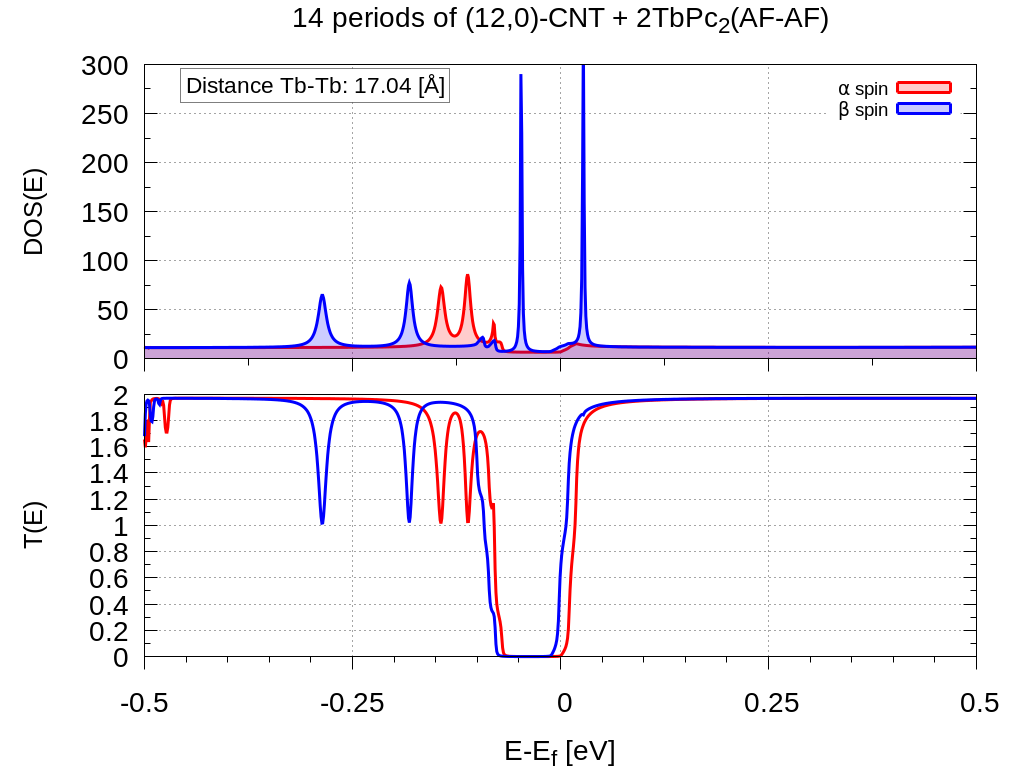 14 periods of (12,0)-CNT + 2TbPc₂(AF-AF)
Distance Tb-Tb: 17.04 [Å]
α spin
β spin
DOS(E)
300
250
200
150
100
50
0
T(E)
2
1.8
1.6
1.4
1.2
1
0.8
0.6
0.4
0.2
0
-0.5 -0.25 0 0.25 0.5
E-E_f [eV]